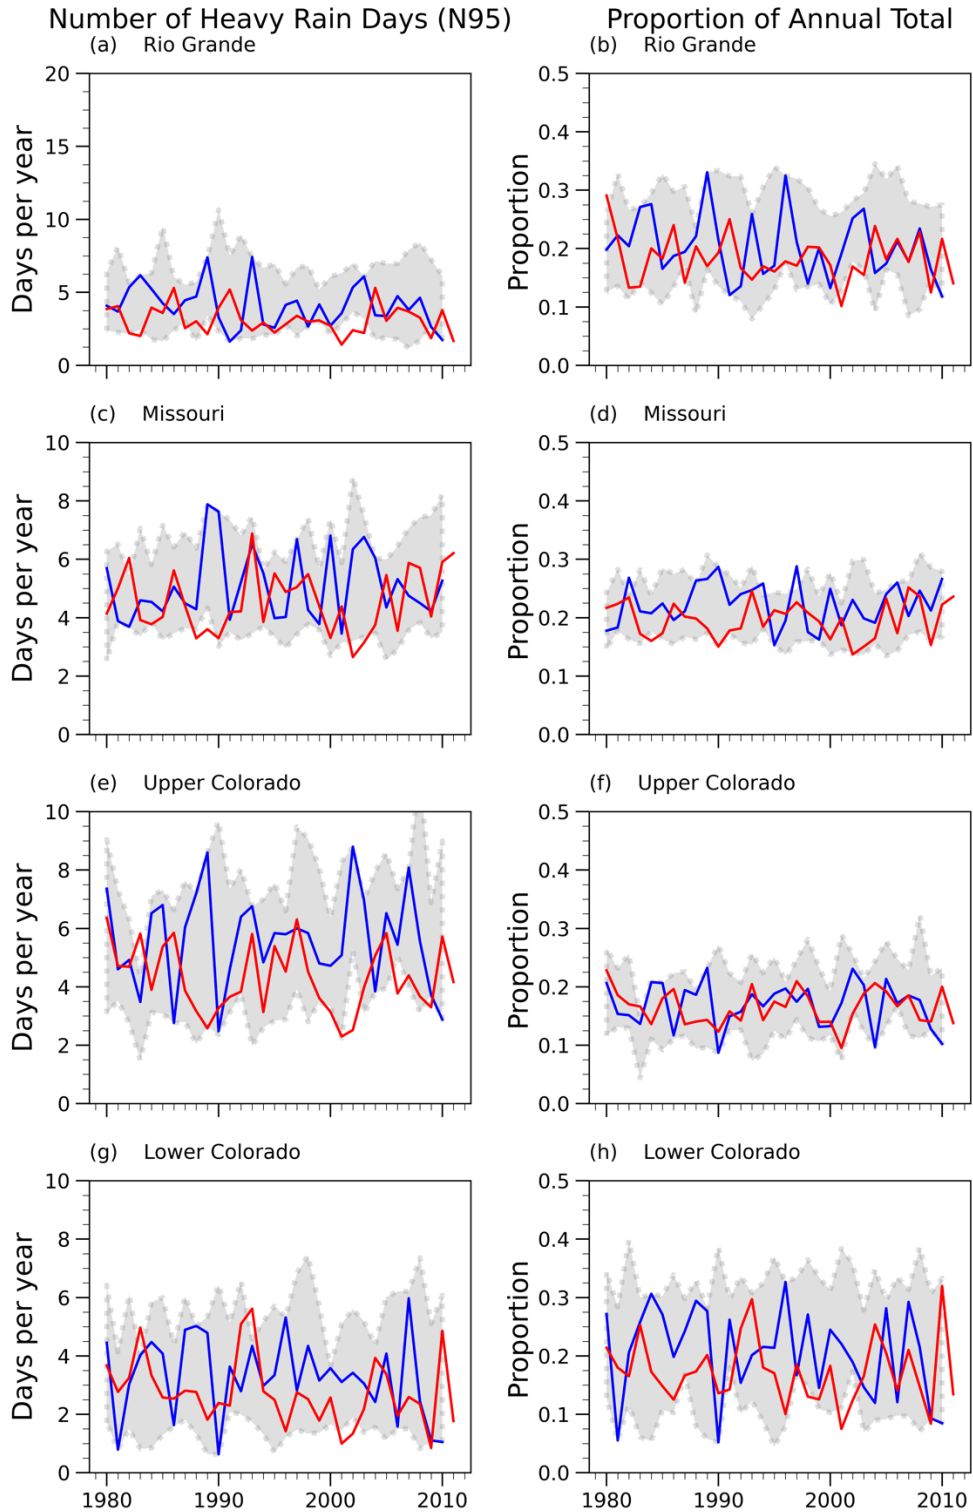 Number of Heavy Rain Days (N95)
Proportion of Annual Total
(a) Rio Grande
(b) Rio Grande
Days per year
20
15
10
5
0
Proportion
0.5
0.4
0.3
0.2
0.1
0.0
(c) Missouri
(d) Missouri
Days per year
10
8
6
4
2
0
Proportion
0.5
0.4
0.3
0.2
0.1
0.0
(e) Upper Colorado
(f) Upper Colorado
Days per year
10
8
6
4
2
0
Proportion
0.5
0.4
0.3
0.2
0.1
0.0
(g) Lower Colorado
(h) Lower Colorado
Days per year
10
8
6
4
2
0
Proportion
0.5
0.4
0.3
0.2
0.1
0.0
1980 1990 2000 2010
1980 1990 2000 2010